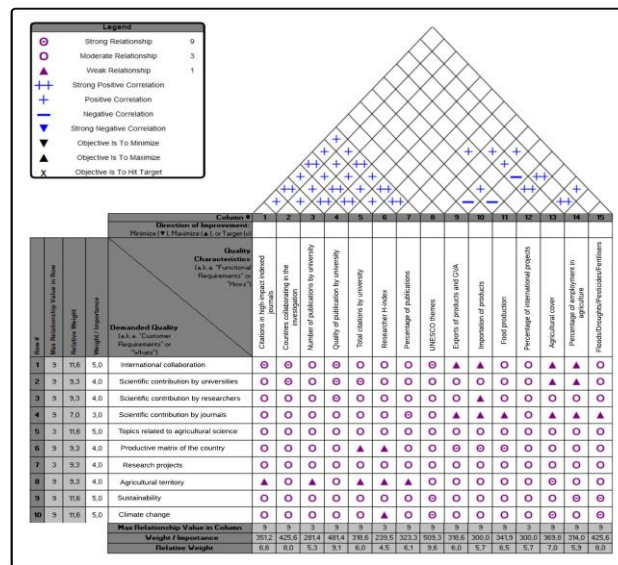 Legend
Strong Relationship 9
Moderate Relationship 3
Weak Relationship 1
Strong Positive Correlation
Positive Correlation
Negative Correlation
Strong Negative Correlation
Objective Is To Minimize
Objective Is To Maximize
X Objective Is To Hit Target
Column # 1 2 3 4 5 6 7 8 9 10 11 12 13 14 15
Direction of Improvement:
Minimize (▼), Maximize (▲), or Target (x)
Quality
Characteristics
(a.k.a. "Functional
Requirements" or
"Hows")
Demanded Quality
(a.k.a. "Customer
Requirements" or
"Whats")
Row #
Max Relationship Value in Row
Relative Weight
Weight / Importance
Citations in high-impact indexed
journals
Countries collaborating in the
investigation
Number of publications by university
Quality of publication by university
Total citations by university
Researcher H-index
Percentage of publications
UNESCO themes
Exports of products and GVA
Importation of products
Food production
Percentage of international projects
Agricultural cover
Percentage of employment in
agriculture
Floods/Droughts/Pesticides/Fertilisers
1 9 11,6 5,0 International collaboration
2 9 9,3 4,0 Scientific contribution by universities
3 9 9,3 4,0 Scientific contribution by researchers
4 9 7,0 3,0 Scientific contribution by journals
5 3 11,6 5,0 Topics related to agricultural science
6 9 9,3 4,0 Productive matrix of the country
7 3 9,3 4,0 Research projects
8 9 9,3 4,0 Agricultural territory
9 9 11,6 5,0 Sustainability
10 9 11,6 5,0 Climate change
Max Relationship Value in Column 9 9 3 9 9 3 9 9 9 9 9 3 9 9 9
Weight / Importance 351,2 425,6 281,4 481,4 318,6 239,5 323,3 509,3 318,6 300,0 341,9 300,0 369,8 314,0 425,6
Relative Weight 6,6 8,0 5,3 9,1 6,0 4,5 6,1 9,6 6,0 5,7 6,5 5,7 7,0 5,9 8,0